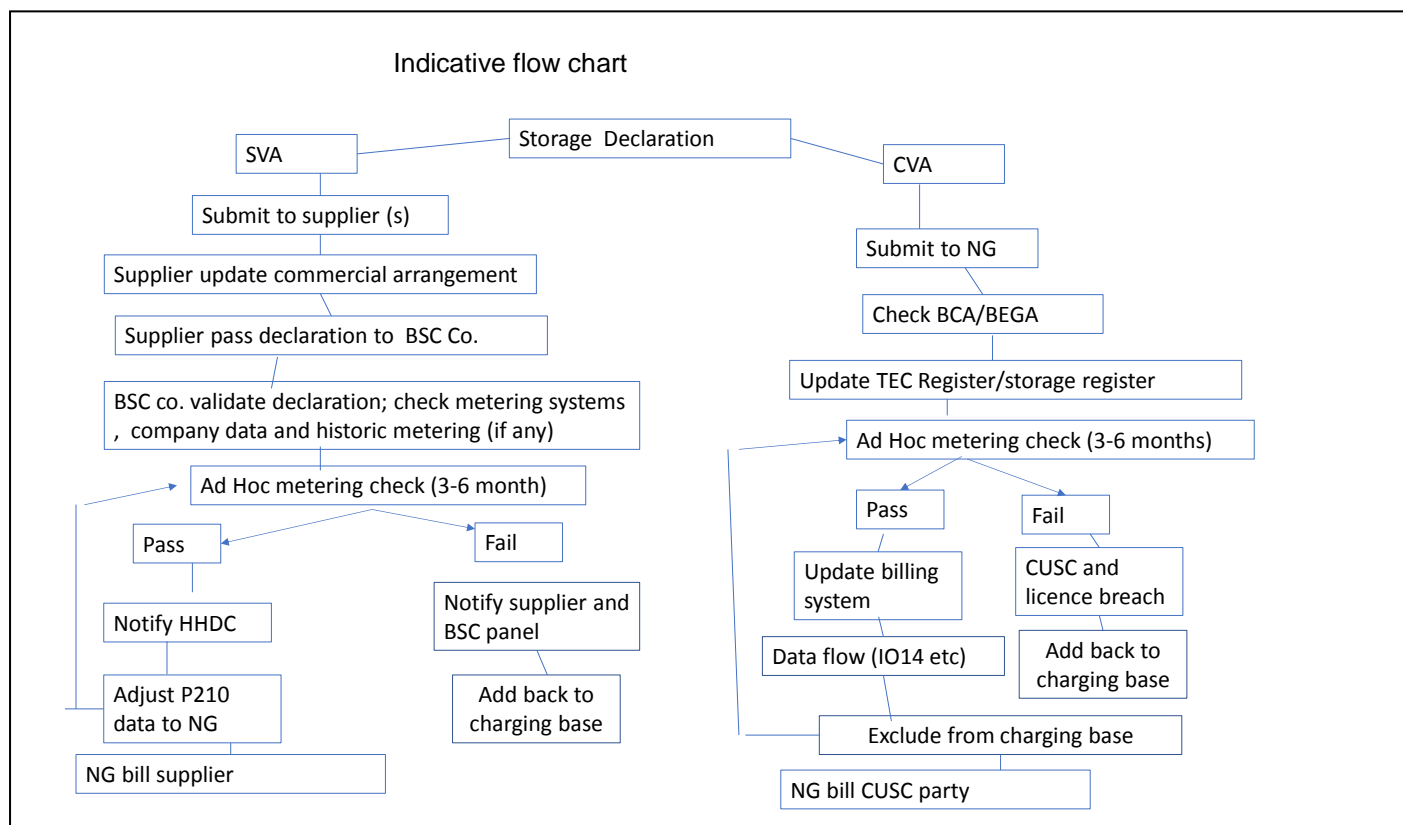 Indicative flow chart
Storage Declaration
SVA
Submit to supplier (s)
Supplier update commercial arrangement
Supplier pass declaration to BSC Co.
BSC co. validate declaration; check metering systems
, company data and historic metering (if any)
Ad Hoc metering check (3-6 month)
Pass
Fail
Notify HHDC
Adjust P210
data to NG
NG bill supplier
Notify supplier and
BSC panel
Add back to
charging base
CVA
Submit to NG
Check BCA/BEGA
Update TEC Register/storage register
Ad Hoc metering check (3-6 months)
Pass
Fail
Update billing
system
Data flow (IO14 etc)
Exclude from charging base
NG bill CUSC party
CUSC and
licence breach
Add back to
charging base